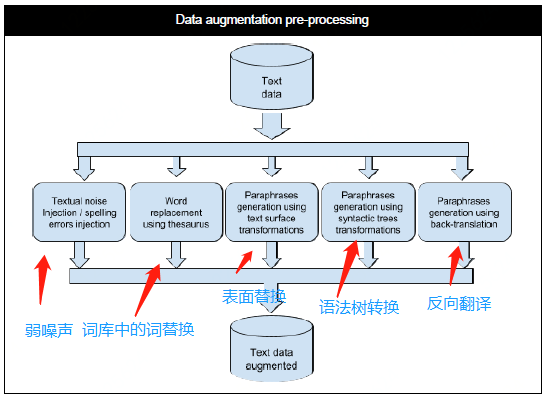 Data augmentation pre-processing
Text
data
Textual noise
Injection / spelling
errors injection
Word
replacement
using thesaurus
Paraphrases
generation using
text surface
transformations
Paraphrases
generation using
syntactic trees
transformations
Paraphrases
generation using
back-translation
弱噪声
词库中的词替换
表面替换
语法树转换
反向翻译
Text data
augmented